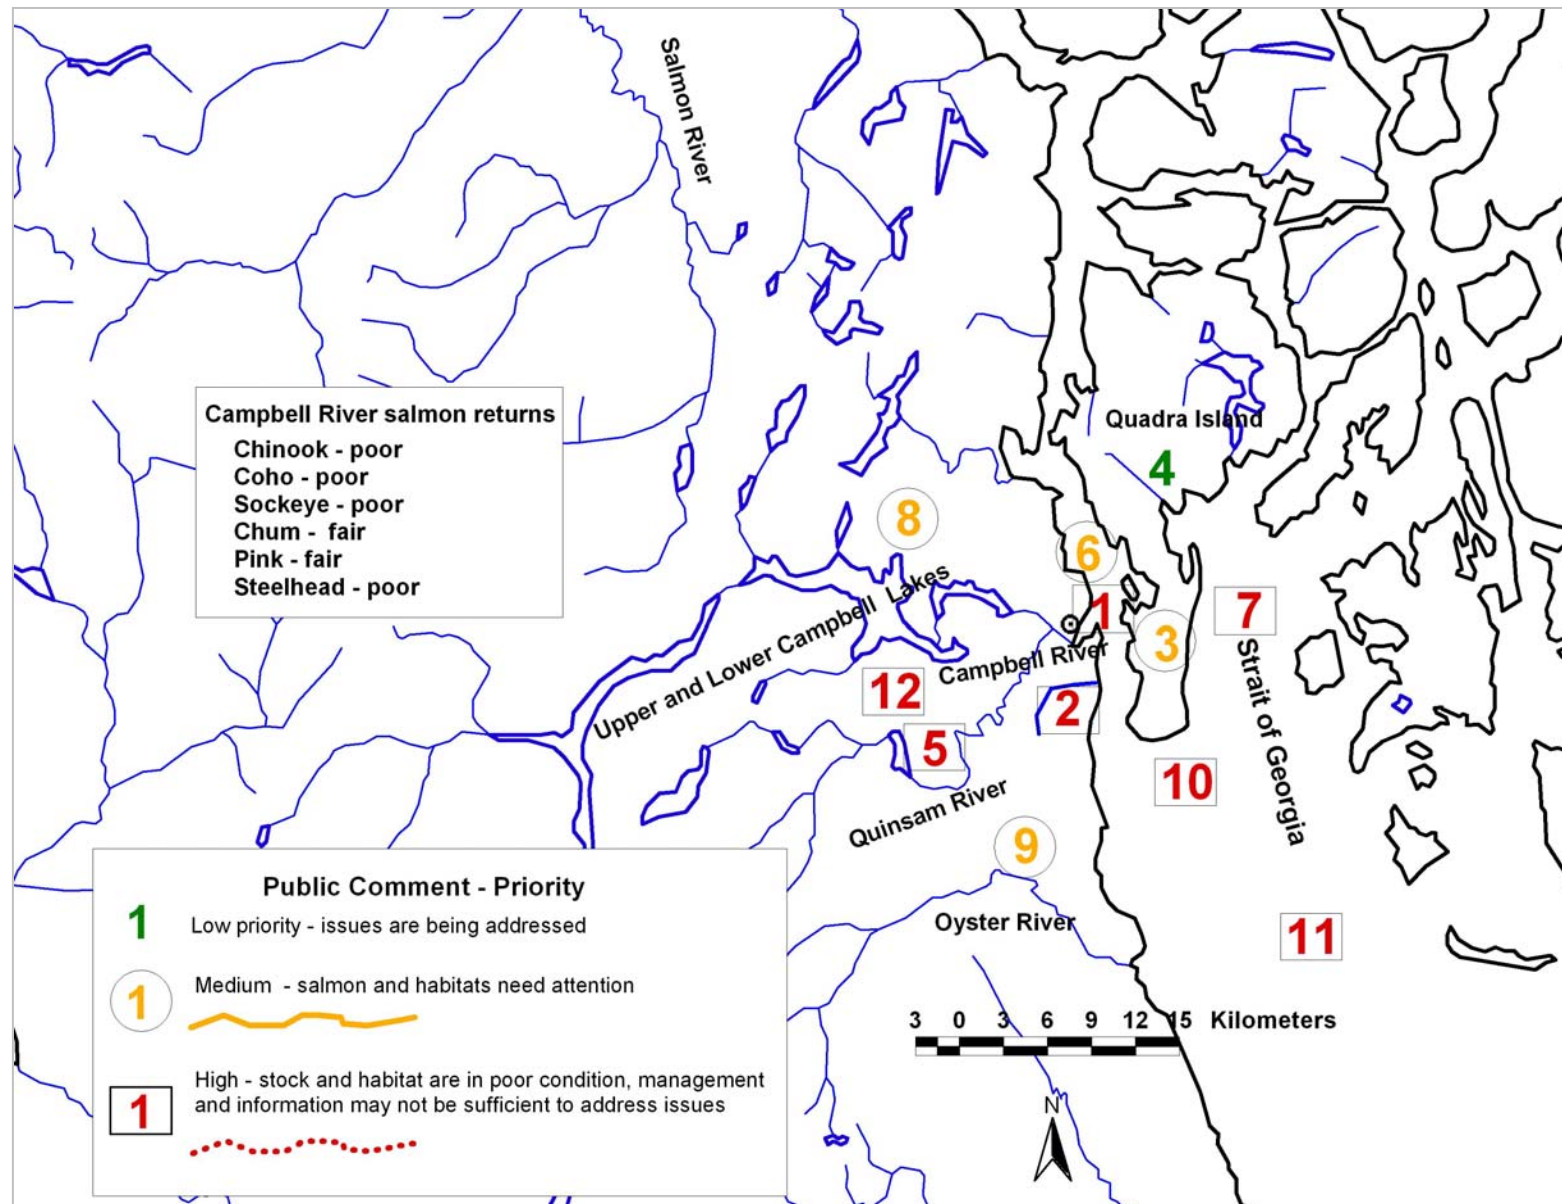 Salmon River
Campbell River salmon returns
Chinook - poor
Coho - poor
Sockeye - poor
Chum - fair
Pink - fair
Steelhead - poor
Quadra Island
4
8
6
1
7
3
Upper and Lower Campbell Lakes
Campbell River
12
2
5
Strait of Georgia
10
Quinsam River
9
Oyster River
11
Public Comment - Priority
1 Low priority - issues are being addressed
1 Medium - salmon and habitats need attention
1 High - stock and habitat are in poor condition, management
and information may not be sufficient to address issues
3 0 3 6 9 12 15 Kilometers
N